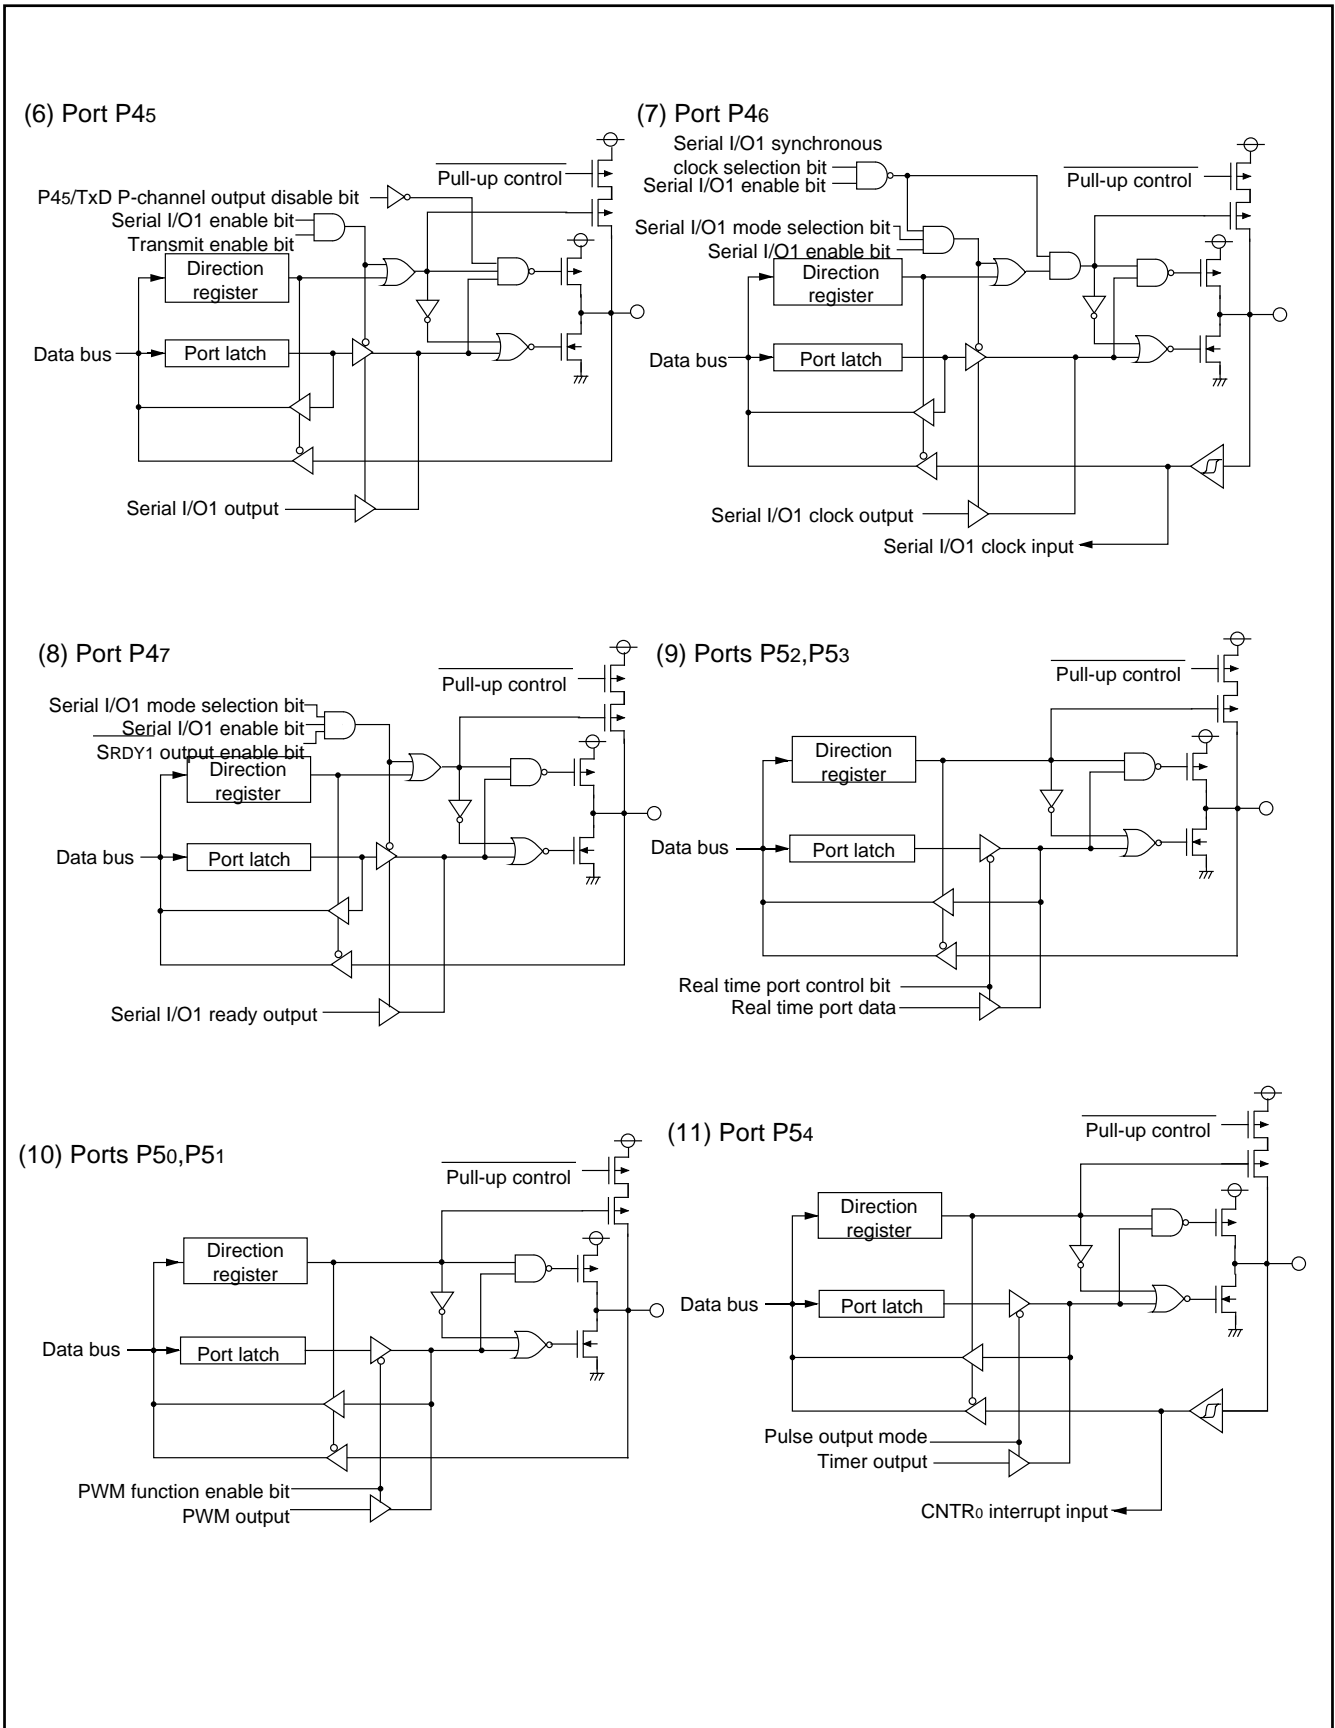 (6) Port P45
Pull-up control
P45/TxD P-channel output disable bit
Serial I/O1 enable bit
Transmit enable bit
Direction
register
Data bus
Port latch
Serial I/O1 output
(7) Port P46
Serial I/O1 synchronous
clock selection bit
Serial I/O1 enable bit
Pull-up control
Serial I/O1 mode selection bit
Serial I/O1 enable bit
Direction
register
Data bus
Port latch
Serial I/O1 clock output
Serial I/O1 clock input
(8) Port P47
Pull-up control
Serial I/O1 mode selection bit
Serial I/O1 enable bit
SRDY1 output enable bit
Direction
register
Data bus
Port latch
Serial I/O1 ready output
(9) Ports P52,P53
Pull-up control
Direction
register
Data bus
Port latch
Real time port control bit
Real time port data
(10) Ports P50,P51
Pull-up control
Direction
register
Data bus
Port latch
PWM function enable bit
PWM output
(11) Port P54
Pull-up control
Direction
register
Data bus
Port latch
Pulse output mode
Timer output
CNTR0 interrupt input